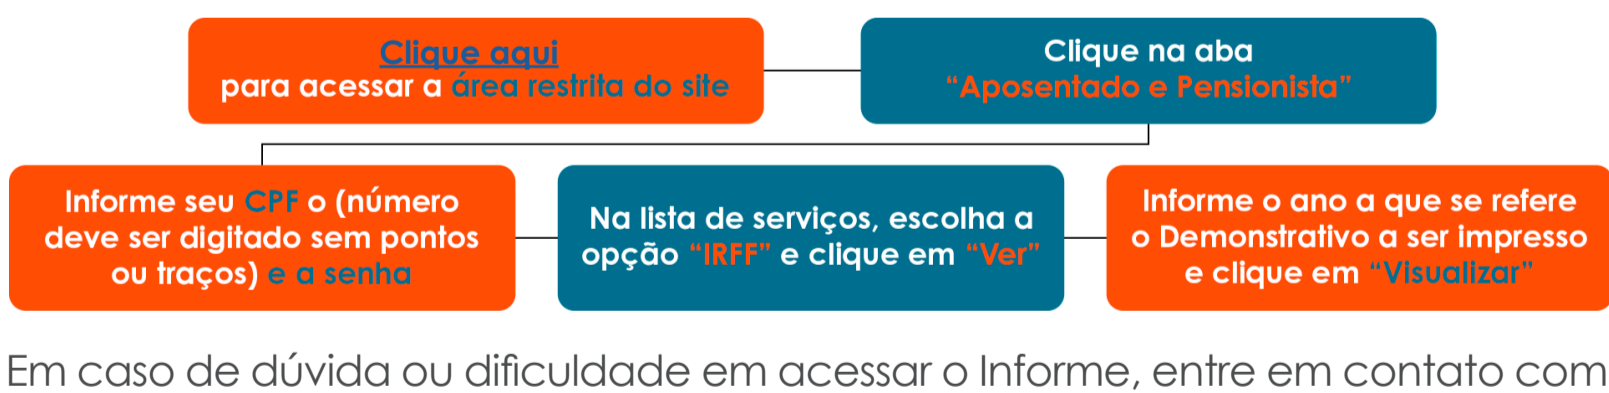 Clique aqui
para acessar a área restrita do site
Clique na aba
“Aposentado e Pensionista”
Informe seu CPF o (número
deve ser digitado sem pontos
ou traços) e a senha
Na lista de serviços, escolha a
opção “IRFF” e clique em “Ver”
Informe o ano a que se refere
o Demonstrativo a ser impresso
e clique em “Visualizar”
Em caso de dúvida ou dificuldade em acessar o Informe, entre em contato com